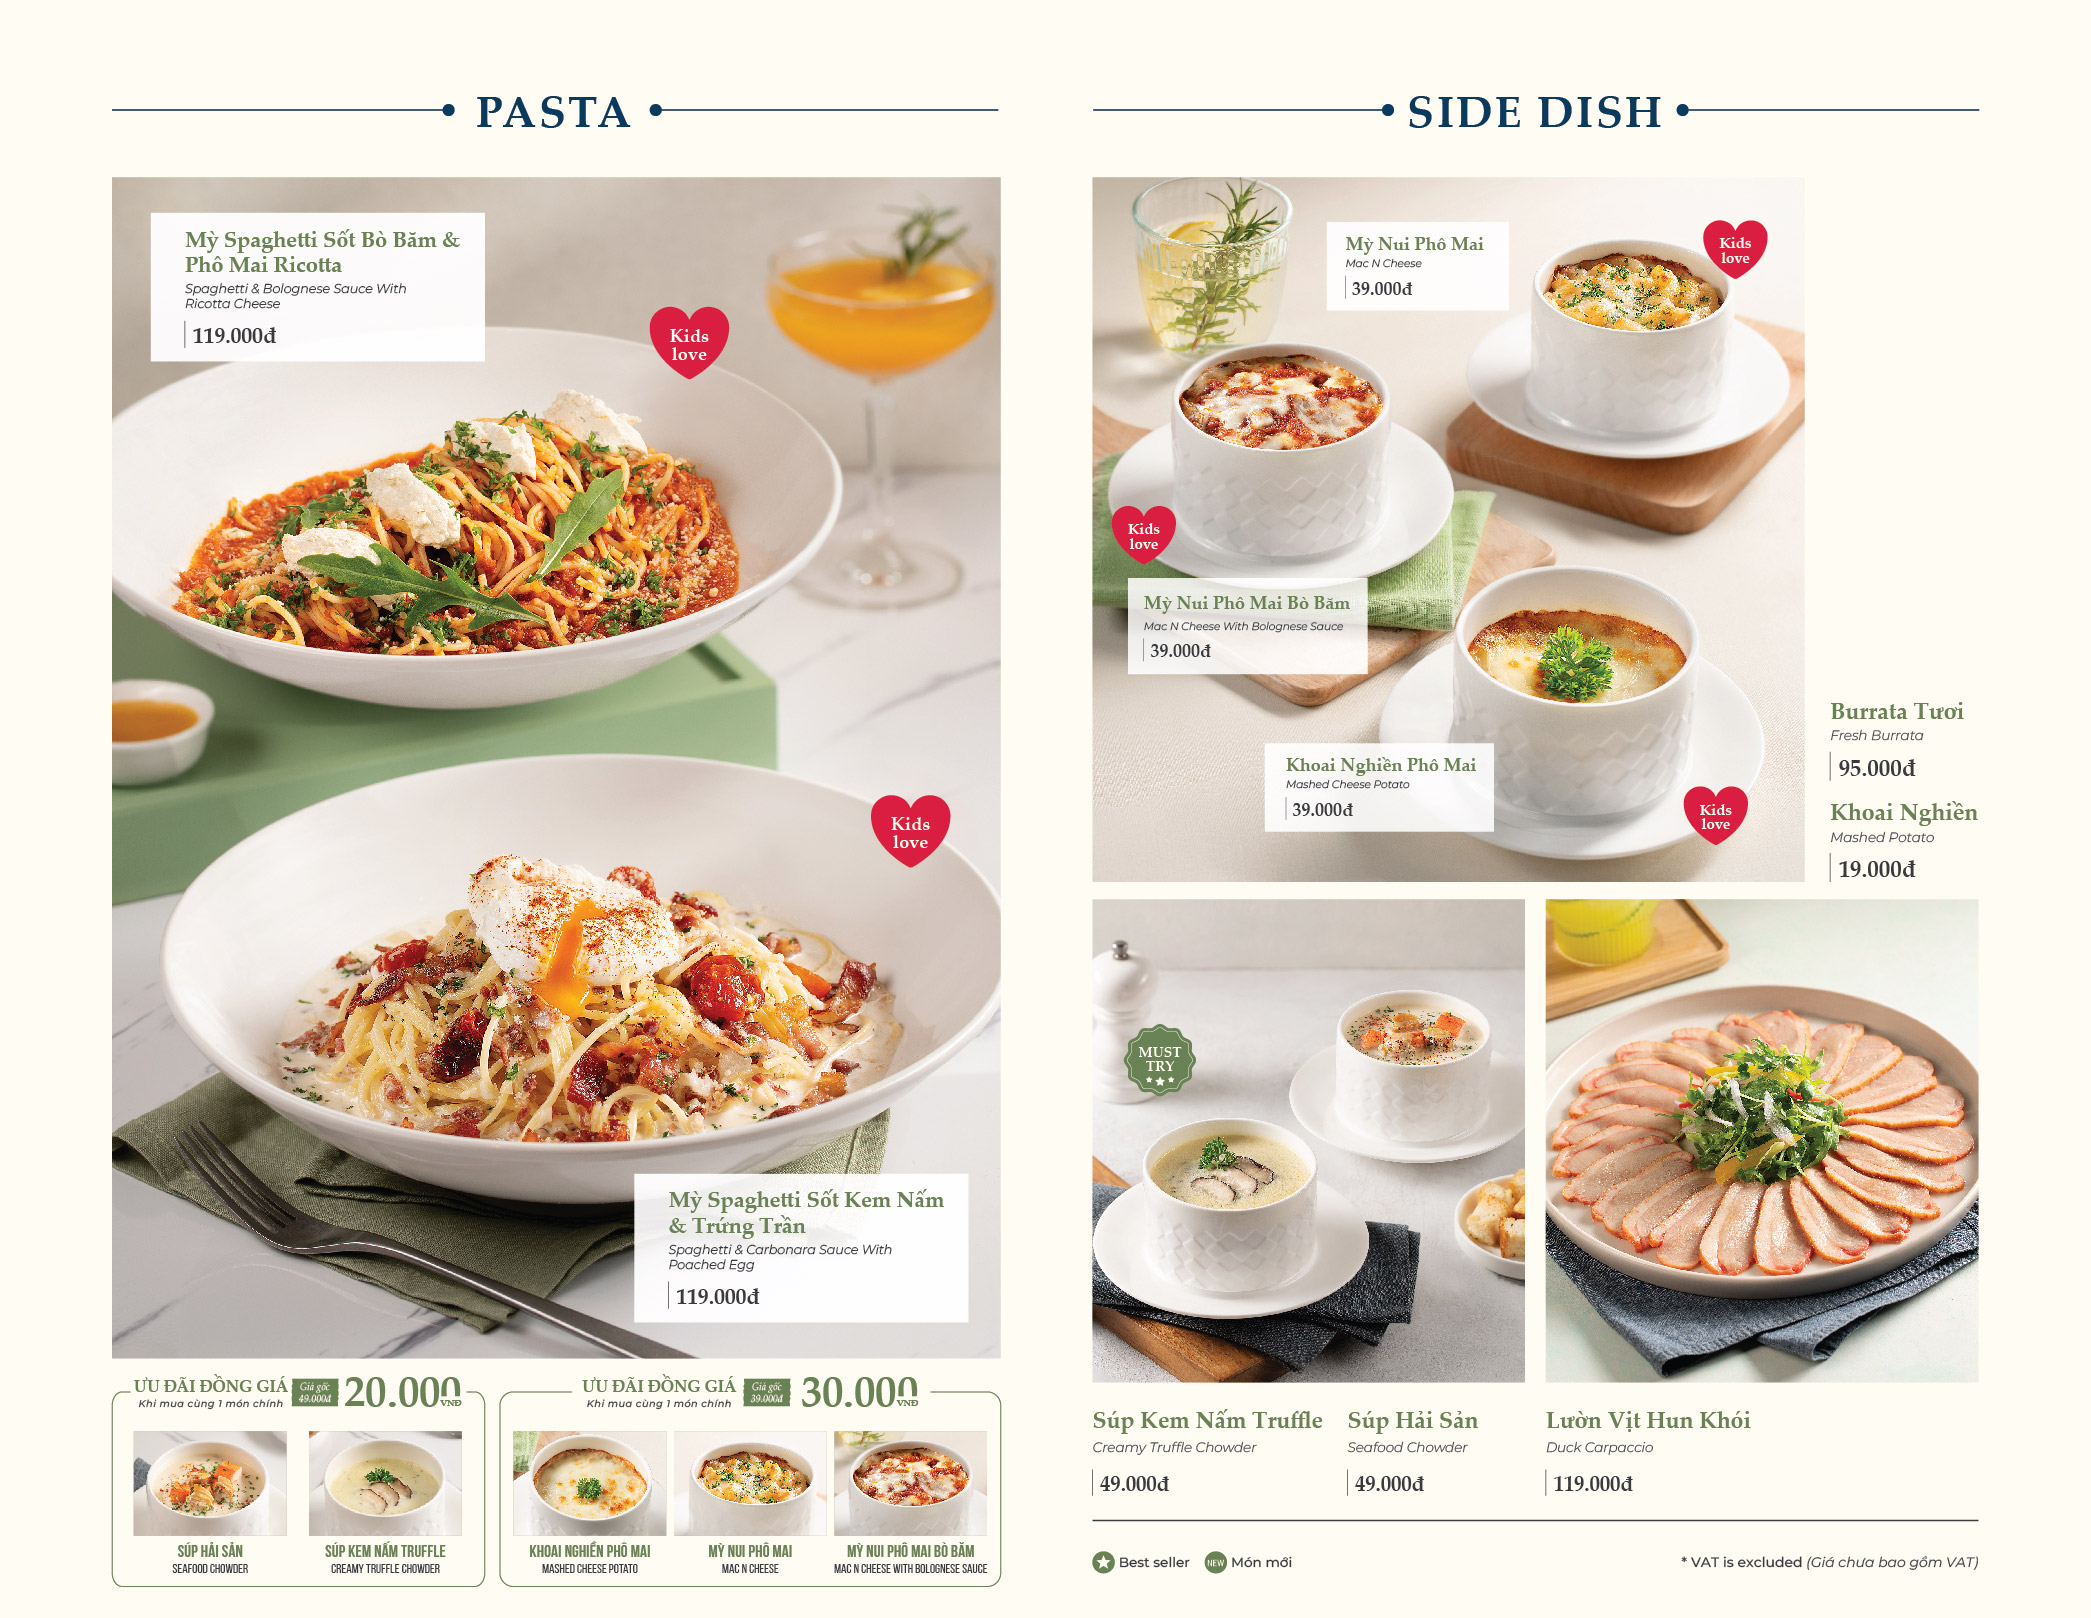 PASTA
Mỳ Spaghetti Sốt Bò Băm &
Phô Mai Ricotta
Spaghetti & Bolognese Sauce With
Ricotta Cheese
119.000đ
Kids
love
Kids
love
Mỳ Spaghetti Sốt Kem Nấm
& Trứng Trần
Spaghetti & Carbonara Sauce With
Poached Egg
119.000đ
ƯU ĐÃI ĐỒNG GIÁ
Khi mua cùng 1 món chính
Giá gốc
49.000đ
20.000
VNĐ
SÚP HẢI SẢN
SEAFOOD CHOWDER
SÚP KEM NẤM TRUFFLE
CREAMY TRUFFLE CHOWDER
ƯU ĐÃI ĐỒNG GIÁ
Khi mua cùng 1 món chính
Giá gốc
39.000đ
30.000
VNĐ
KHOAI NGHIỀN PHÔ MAI
MASHED CHEESE POTATO
MỲ NUI PHÔ MAI
MAC N CHEESE
MỲ NUI PHÔ MAI BÒ BĂM
MAC N CHEESE WITH BOLOGNESE SAUCE
SIDE DISH
Mỳ Nui Phô Mai
Mac N Cheese
39.000đ
Kids
love
Kids
love
Mỳ Nui Phô Mai Bò Băm
Mac N Cheese With Bolognese Sauce
39.000đ
Khoai Nghiền Phô Mai
Mashed Cheese Potato
39.000đ
Kids
love
Burrata Tươi
Fresh Burrata
95.000đ
Khoai Nghiền
Mashed Potato
19.000đ
MUST
TRY
Súp Kem Nấm Truffle
Creamy Truffle Chowder
49.000đ
Súp Hải Sản
Seafood Chowder
49.000đ
Lườn Vịt Hun Khói
Duck Carpaccio
119.000đ
Best seller
NEW Món mới
* VAT is excluded (Giá chưa bao gồm VAT)